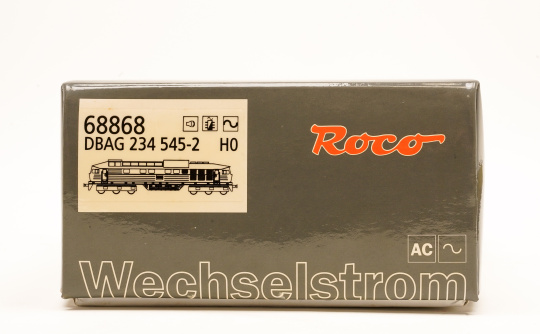 68868
DBAG 234 545-2 H0
Roco
AC
Wechselstrom